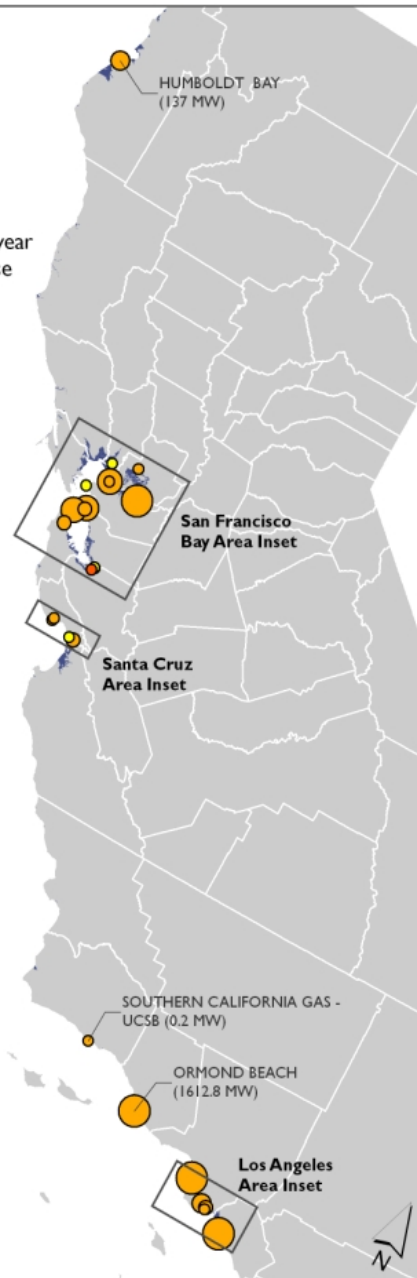 HUMBOLDT BAY
(137 MW)
year
San Francisco
Bay Area Inset
Santa Cruz
Area Inset
SOUTHERN CALIFORNIA GAS -
UCSB (0.2 MW)
ORMOND BEACH
(1612.8 MW)
Los Angeles
Area Inset
N